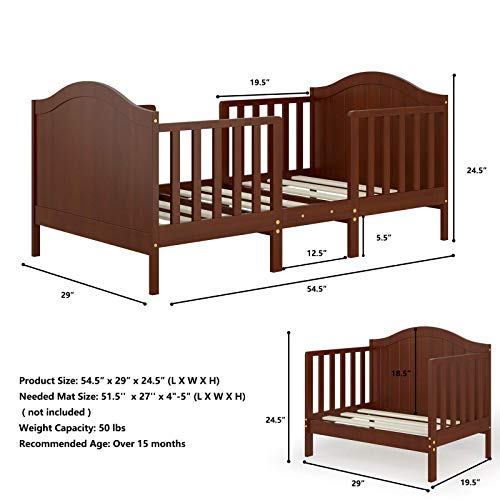 19.5"
24.5"
5.5"
12.5"
29"
54.5"
Product Size: 54.5" x 29" x 24.5" (L X W X H)
Needed Mat Size: 51.5'' x 27'' x 4"-5" (L X W X H)
( not included )
Weight Capacity: 50 lbs
Recommended Age: Over 15 months
18.5"
24.5"
29"
19.5"